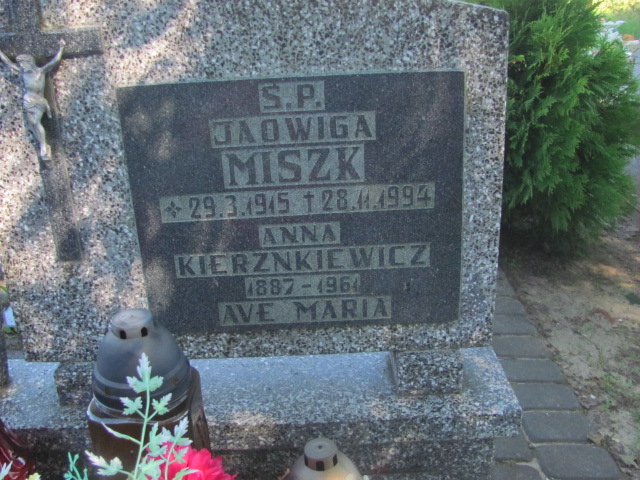 Ś.P.
JADWIGA
MISZK
✣ 29.3.1915 ✝ 28.11.1994
ANNA
KIERZNKIEWICZ
1887 - 1961
AVE MARIA